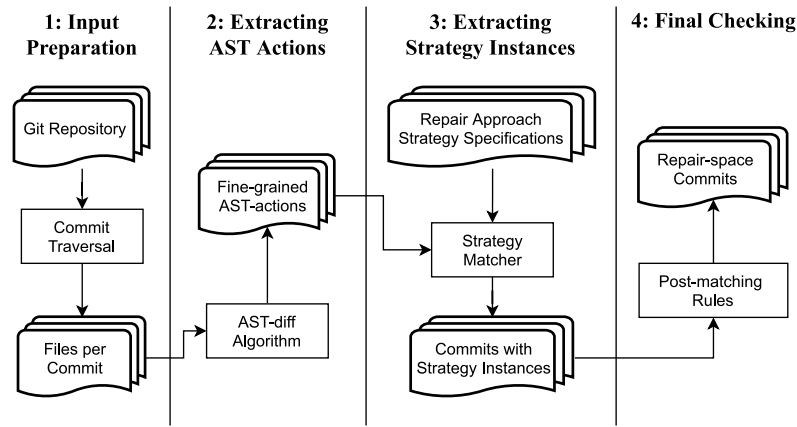 1: Input
Preparation
Git Repository
Commit
Traversal
Files per
Commit
2: Extracting
AST Actions
Fine-grained
AST-actions
AST-diff
Algorithm
3: Extracting
Strategy Instances
Repair Approach
Strategy Specifications
Strategy
Matcher
Commits with
Strategy Instances
4: Final Checking
Repair-space
Commits
Post-matching
Rules